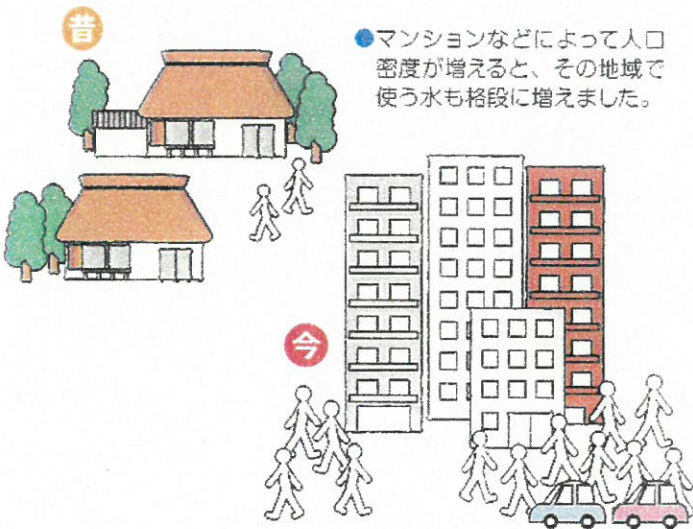 昔
●マンションなどによって人口
密度が増えると、その地域で
使う水も格段に増えました。
今